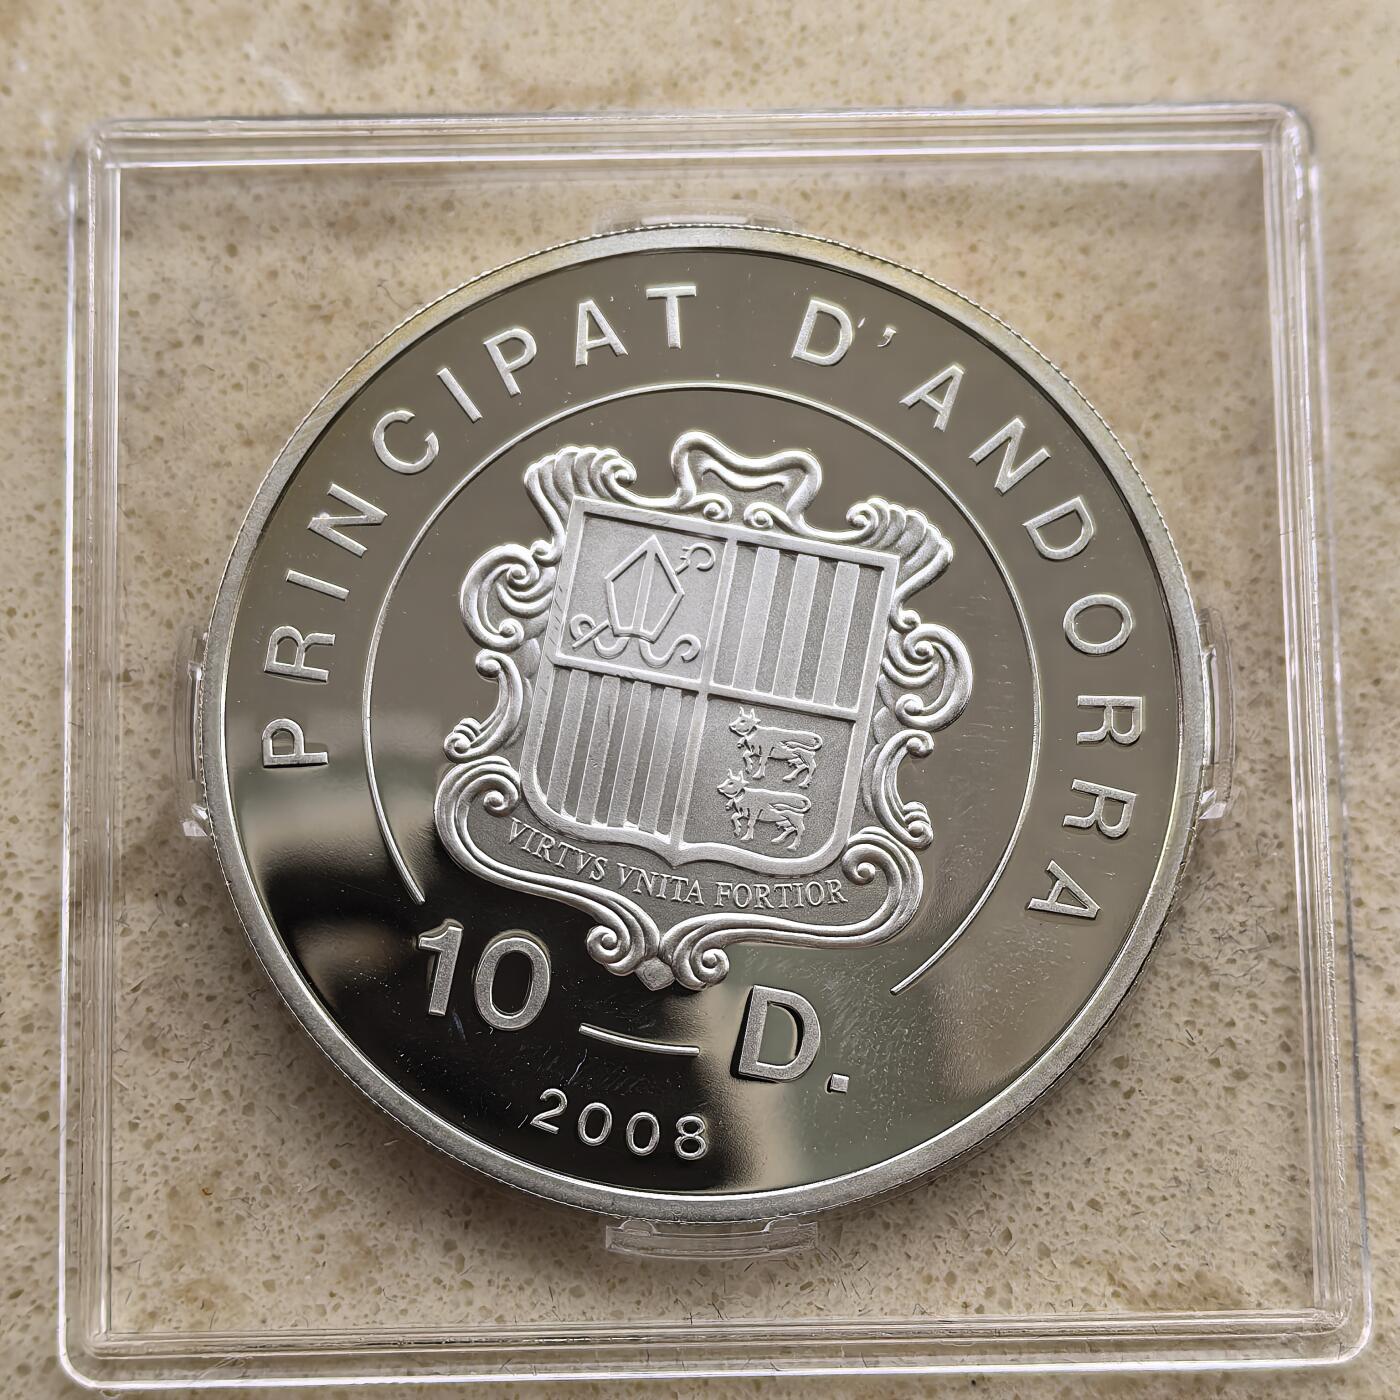 PRINCIPAT D'ANDORRA
VIRTVS VNITA FORTIOR
10 D.
2008